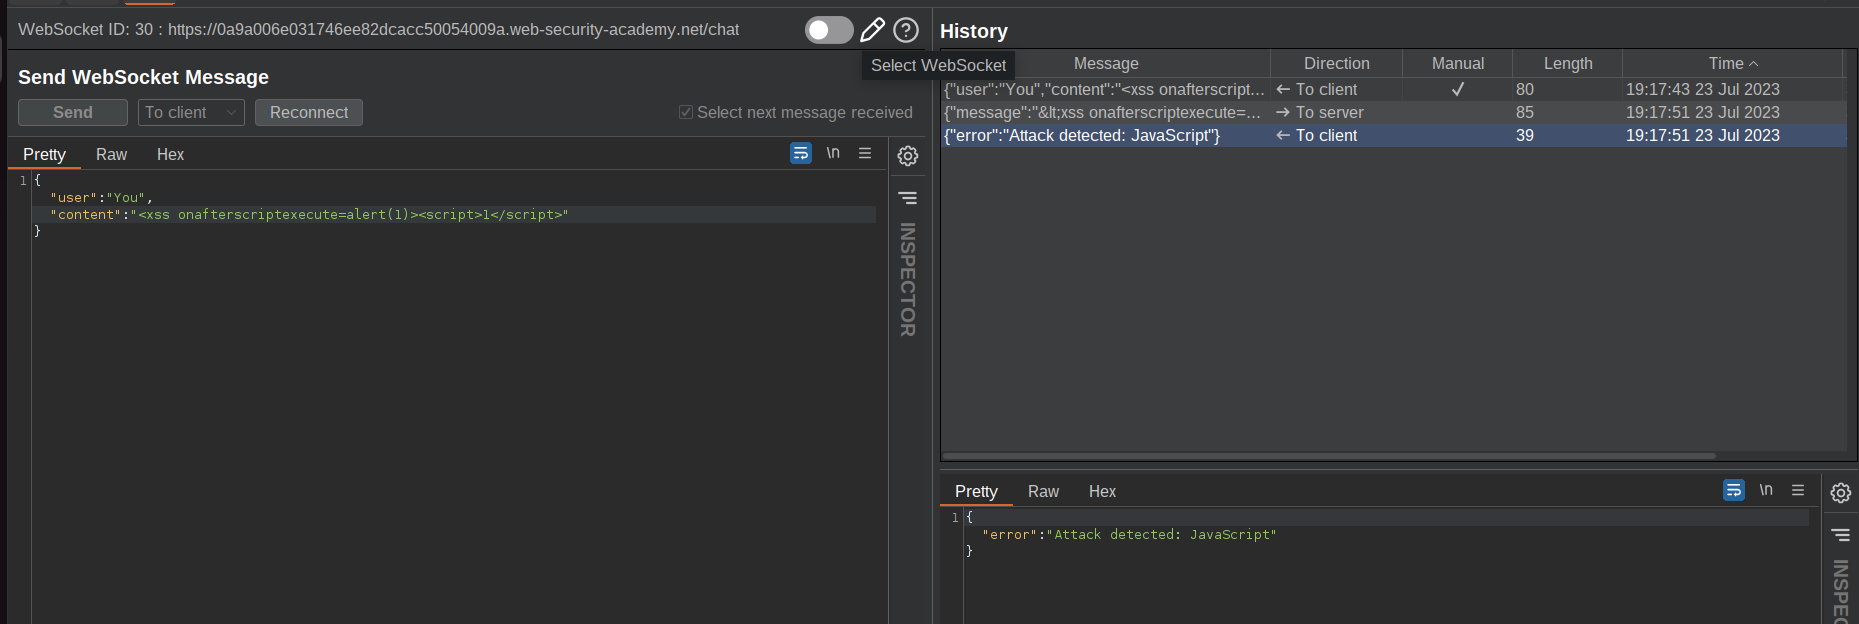 WebSocket ID: 30 : https://0a9a006e031746ee82dcacc50054009a.web-security-academy.net/chat
Select WebSocket
Send WebSocket Message
Send
To client
Reconnect
Select next message received
Pretty
Raw
Hex
\n
1
{
"user":"You",
"content":"<xss onafterscriptexecute=alert(1)><script>1</script>"
}
INSPECTOR
History
Message Direction Manual Length Time
{"user":"You","content":"<xss onafterscript... ← To client ✓ 80 19:17:43 23 Jul 2023
{"message":"&lt;xss onafterscriptexecute=... → To server 85 19:17:51 23 Jul 2023
{"error":"Attack detected: JavaScript"} ← To client 39 19:17:51 23 Jul 2023
Pretty
Raw
Hex
\n
1
{
"error":"Attack detected: JavaScript"
}
INSPEC